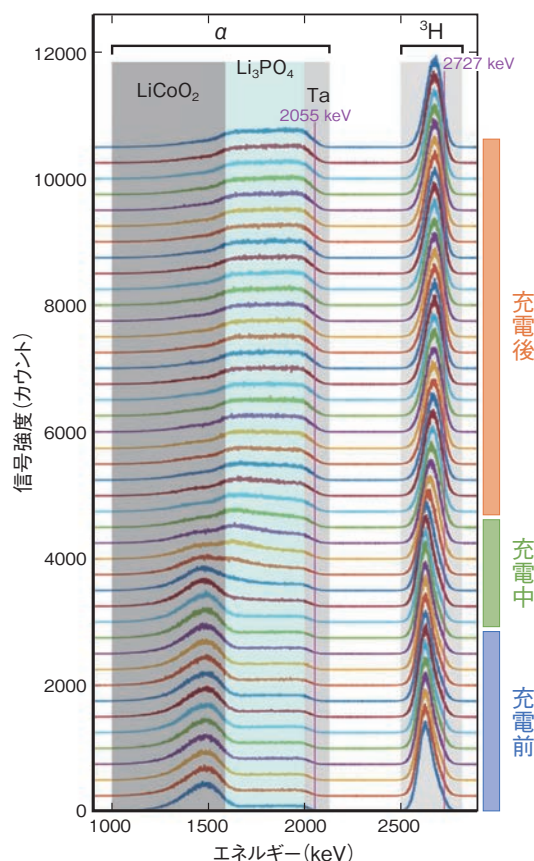 α
³H
12000
LiCoO₂
Li₃PO₄
Ta
2055 keV
2727 keV
10000
8000
6000
4000
2000
0
信号強度(カウント)
充電後
充電中
充電前
1000
1500
2000
2500
エネルギー(keV)